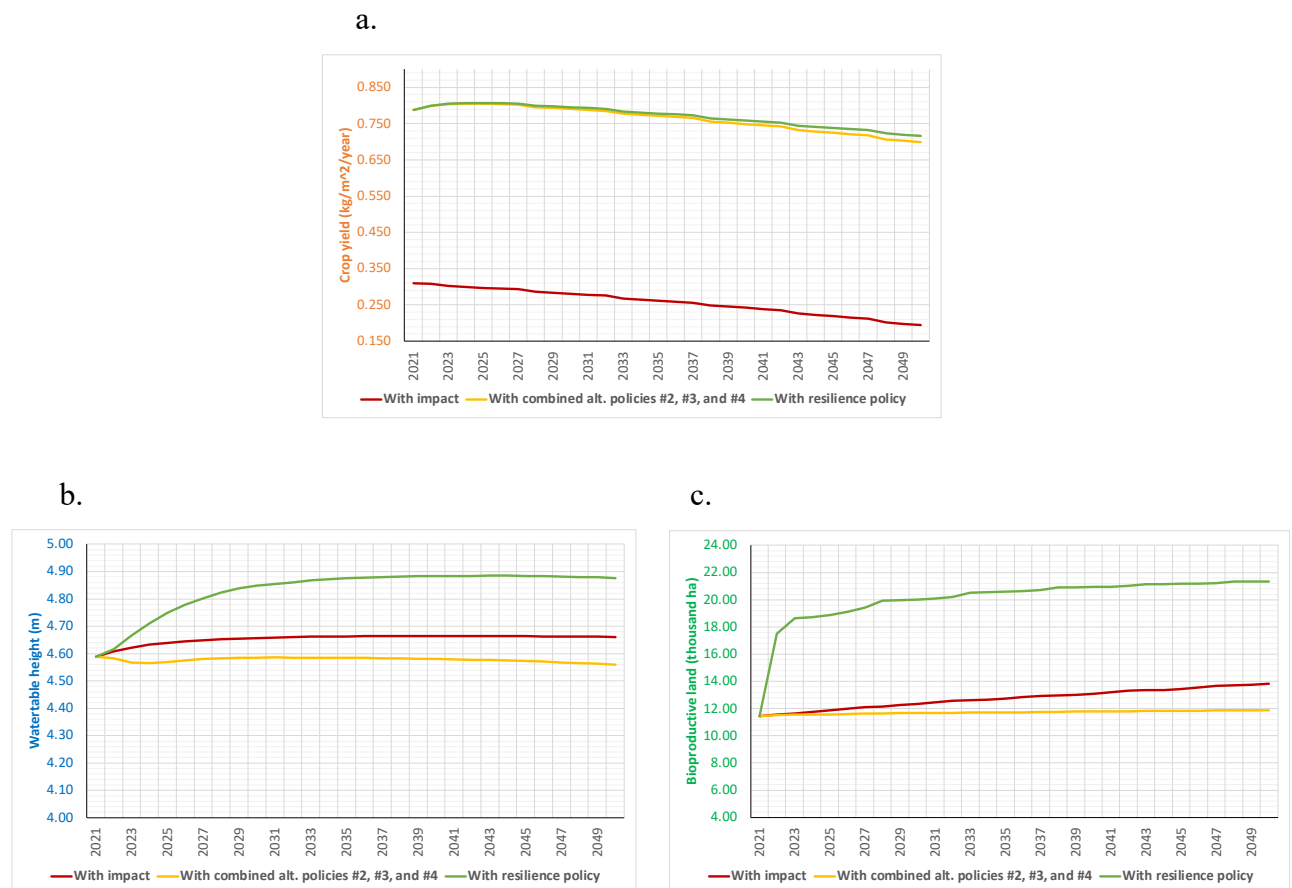 a.
Crop yield (kg/m^2/year)
0.850
0.750
0.650
0.550
0.450
0.350
0.250
0.150
2021 2023 2025 2027 2029 2031 2033 2035 2037 2039 2041 2043 2045 2047 2049
With impact With combined alt. policies #2, #3, and #4 With resilience policy
b.
Watertable height (m)
5.00
4.90
4.80
4.70
4.60
4.50
4.40
4.30
4.20
4.10
4.00
2021 2023 2025 2027 2029 2031 2033 2035 2037 2039 2041 2043 2045 2047 2049
With impact With combined alt. policies #2, #3, and #4 With resilience policy
c.
Bioproductive land (thousand ha)
24.00
22.00
20.00
18.00
16.00
14.00
12.00
10.00
8.00
6.00
4.00
2021 2023 2025 2027 2029 2031 2033 2035 2037 2039 2041 2043 2045 2047 2049
With impact With combined alt. policies #2, #3, and #4 With resilience policy